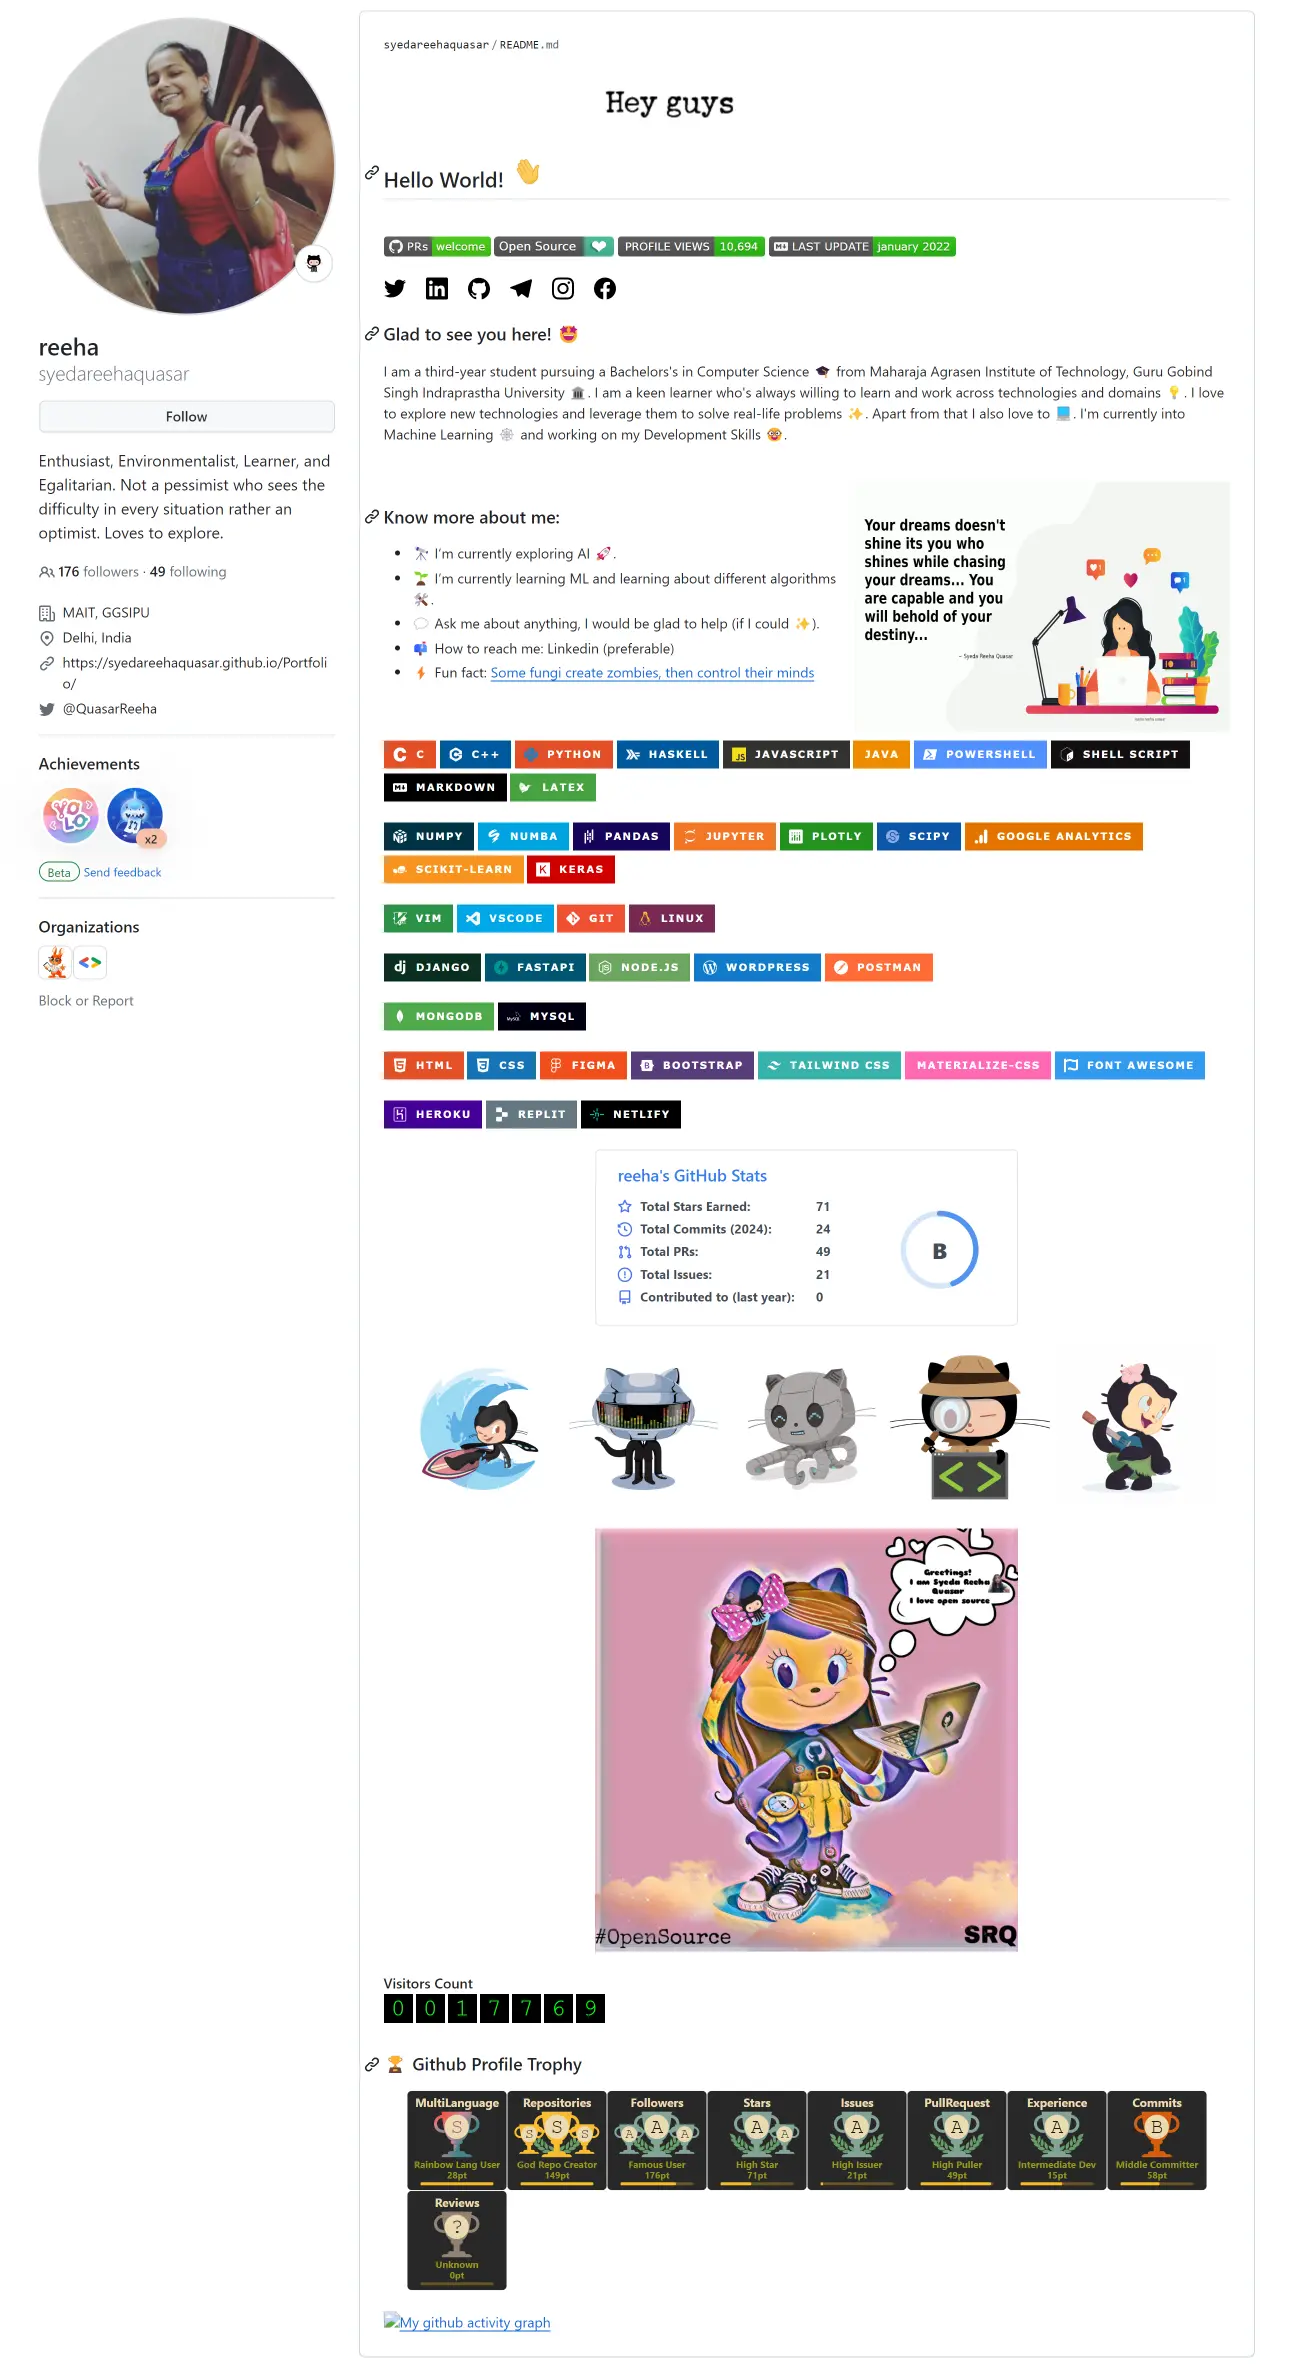 reeha
syedareehaquasar
Follow
Enthusiast, Environmentalist, Learner, and
Egalitarian. Not a pessimist who sees the
difficulty in every situation rather an
optimist. Loves to explore.
176 followers · 49 following
MAIT, GGSIPU
Delhi, India
https://syedareehaquasar.github.io/Portfoli
o/
@QuasarReeha
Achievements
YOLO
x2
Beta Send feedback
Organizations
Block or Report
syedareehaquasar / README.md
Hey guys
Hello World! 👋
PRs welcome Open Source PROFILE VIEWS 10,694 LAST UPDATE january 2022
Glad to see you here! 🤩
I am a third-year student pursuing a Bachelors's in Computer Science 🎓 from Maharaja Agrasen Institute of Technology, Guru Gobind
Singh Indraprastha University 🏛️. I am a keen learner who's always willing to learn and work across technologies and domains 💡. I love
to explore new technologies and leverage them to solve real-life problems ✨. Apart from that I also love to 💻. I'm currently into
Machine Learning 🕸️ and working on my Development Skills 🤓.
Know more about me:
🔭 I'm currently exploring AI 🚀.
🌱 I'm currently learning ML and learning about different algorithms
🛠️.
💬 Ask me about anything, I would be glad to help (if I could ✨).
📫 How to reach me: Linkedin (preferable)
⚡ Fun fact: Some fungi create zombies, then control their minds
Your dreams doesn't
shine its you who
shines while chasing
your dreams... You
are capable and you
will behold of your
destiny...
– Syeda Reeha Quasar
C C++ PYTHON HASKELL JAVASCRIPT JAVA POWERSHELL SHELL SCRIPT
MARKDOWN LATEX
NUMPY NUMBA PANDAS JUPYTER PLOTLY SCIPY GOOGLE ANALYTICS
SCIKIT-LEARN KERAS
VIM VSCODE GIT LINUX
DJANGO FASTAPI NODE.JS WORDPRESS POSTMAN
MONGODB MYSQL
HTML CSS FIGMA BOOTSTRAP TAILWIND CSS MATERIALIZE-CSS FONT AWESOME
HEROKU REPLIT NETLIFY
reeha's GitHub Stats
Total Stars Earned: 71
Total Commits (2024): 24
Total PRs: 49
Total Issues: 21
Contributed to (last year): 0
B
Greetings!
I am Syeda Reeha
Quasar
I love open source
#OpenSource SRQ
Visitors Count
0 0 1 7 7 6 9
🏆 Github Profile Trophy
MultiLanguage Repositories Followers Stars Issues PullRequest Experience Commits
S S S S A A A A A A A A B
Rainbow Lang User God Repo Creator Famous User High Star High Issuer High Puller Intermediate Dev Middle Committer
28pt 149pt 176pt 71pt 21pt 49pt 15pt 58pt
Reviews
?
Unknown
0pt
My github activity graph